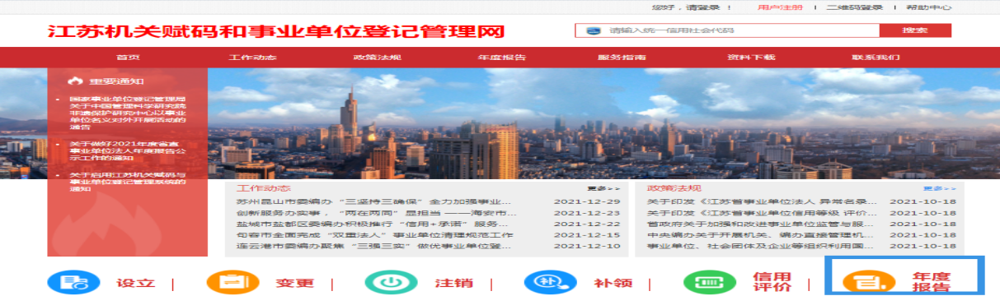 您好，请登录 ！ 用户注册 | 二维码登录 | 帮助中心
江苏机关赋码和事业单位登记管理网
请输入统一信用社会代码 搜索
首页 工作动态 政策法规 年度报告 服务指南 资料下载 联系我们
重要通知
国家事业单位登记管理局
关于中国管理科学研究院
非遗保护研究中心以事业
单位名义对外开展活动的
通告
关于做好2021年度省直
事业单位法人年度报告公
示工作的通知
关于启用江苏机关赋码与
事业单位登记管理系统的
通知
工作动态 更多>>
苏州昆山市委编办“三坚持三确保”全力加强事业... 2021-12-29
创新服务办实事，“两在两同”显担当 ——海安市... 2021-12-23
盐城市盐都区委编办积极推行“信用+承诺”服务... 2021-12-22
句容市全面完成“双重法人”事业单位清理规范工作 2021-12-15
连云港市委编办聚焦“三强三实”做优事业单位登... 2021-12-10
政策法规 更多>>
关于印发《江苏省事业单位法人 异常名录... 2021-10-18
关于印发《江苏省事业单位信用等级 评价... 2021-10-18
省政府关于加强和改进事业单位监管与服... 2021-10-18
中央编办关于开展机关、编办直接管理机... 2021-10-18
事业单位、社会团体及企业等组织利用国... 2021-10-18
设立 | 变更 | 注销 | 补 补领 | 信用
评价 | 年度
报告